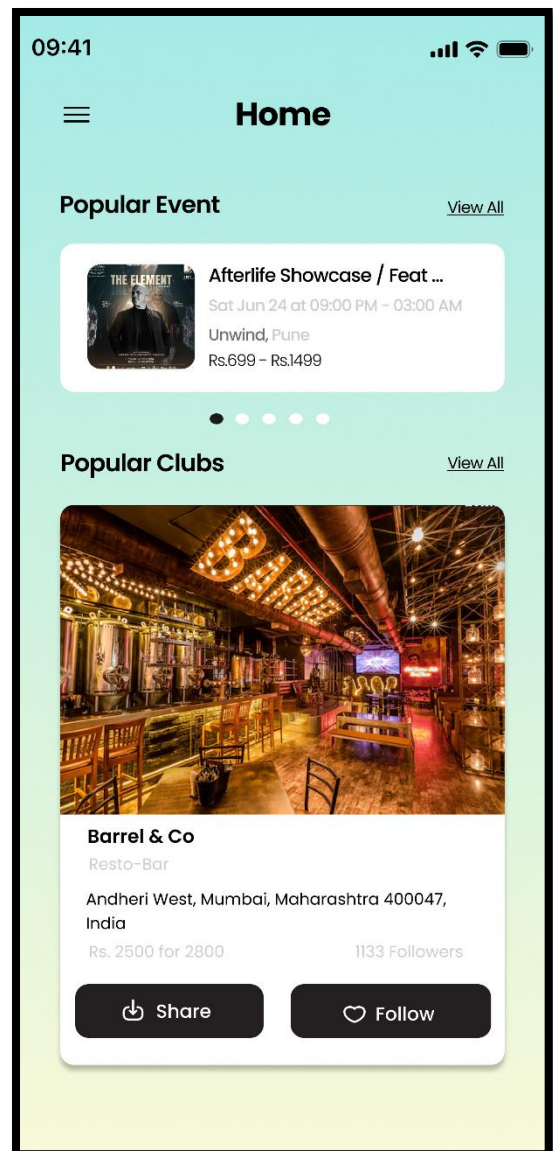 09:41
Home
Popular Event
View All
THE ELEMENT
Afterlife Showcase / Feat ...
Sat Jun 24 at 09:00 PM - 03:00 AM
Unwind, Pune
Rs.699 - Rs.1499
Popular Clubs
View All
Barrel & Co
Resto-Bar
Andheri West, Mumbai, Maharashtra 400047,
India
Rs. 2500 for 2800
1133 Followers
Share
Follow